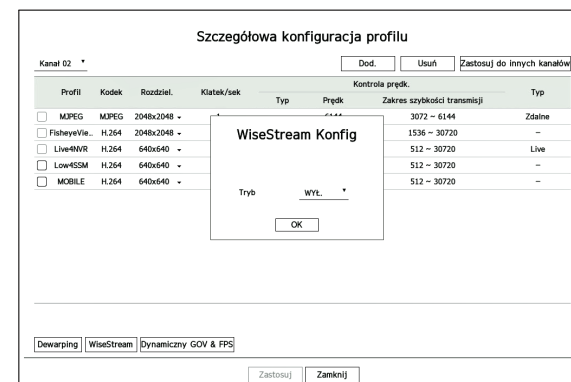 Szczegółowa konfiguracja profilu
Kanał 02
Dod. Usuń Zastosuj do innych kanałów
Profil Kodek Rozdziel. Klatek/sek Kontrola prędk. Typ
Typ Prędk Zakres szybkości transmisji
MJPEG MJPEG 2048x2048 3072 ~ 6144 Zdalne
FisheyeVie... H.264 2048x2048 1536 ~ 30720 –
Live4NVR H.264 640x640 512 ~ 30720 Live
Low4SSM H.264 640x640 512 ~ 30720 –
MOBILE H.264 640x640 512 ~ 30720 –
WiseStream Konfig
Tryb WYŁ.
OK
Dewarping WiseStream Dynamiczny GOV & FPS
Zastosuj Zamknij